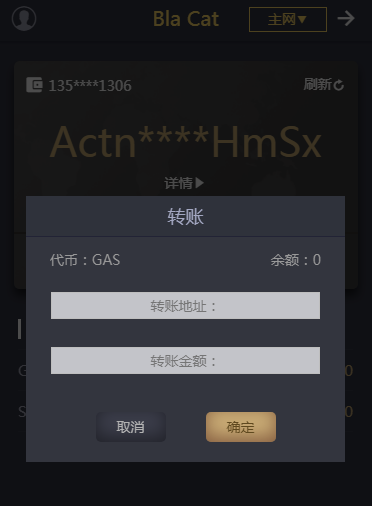 Bla Cat
主网▼
135****1306
刷新
Actn****HmSx
详情
转账
代币：GAS
余额：0
转账地址：
转账金额：
G
0
S
0
取消
确定